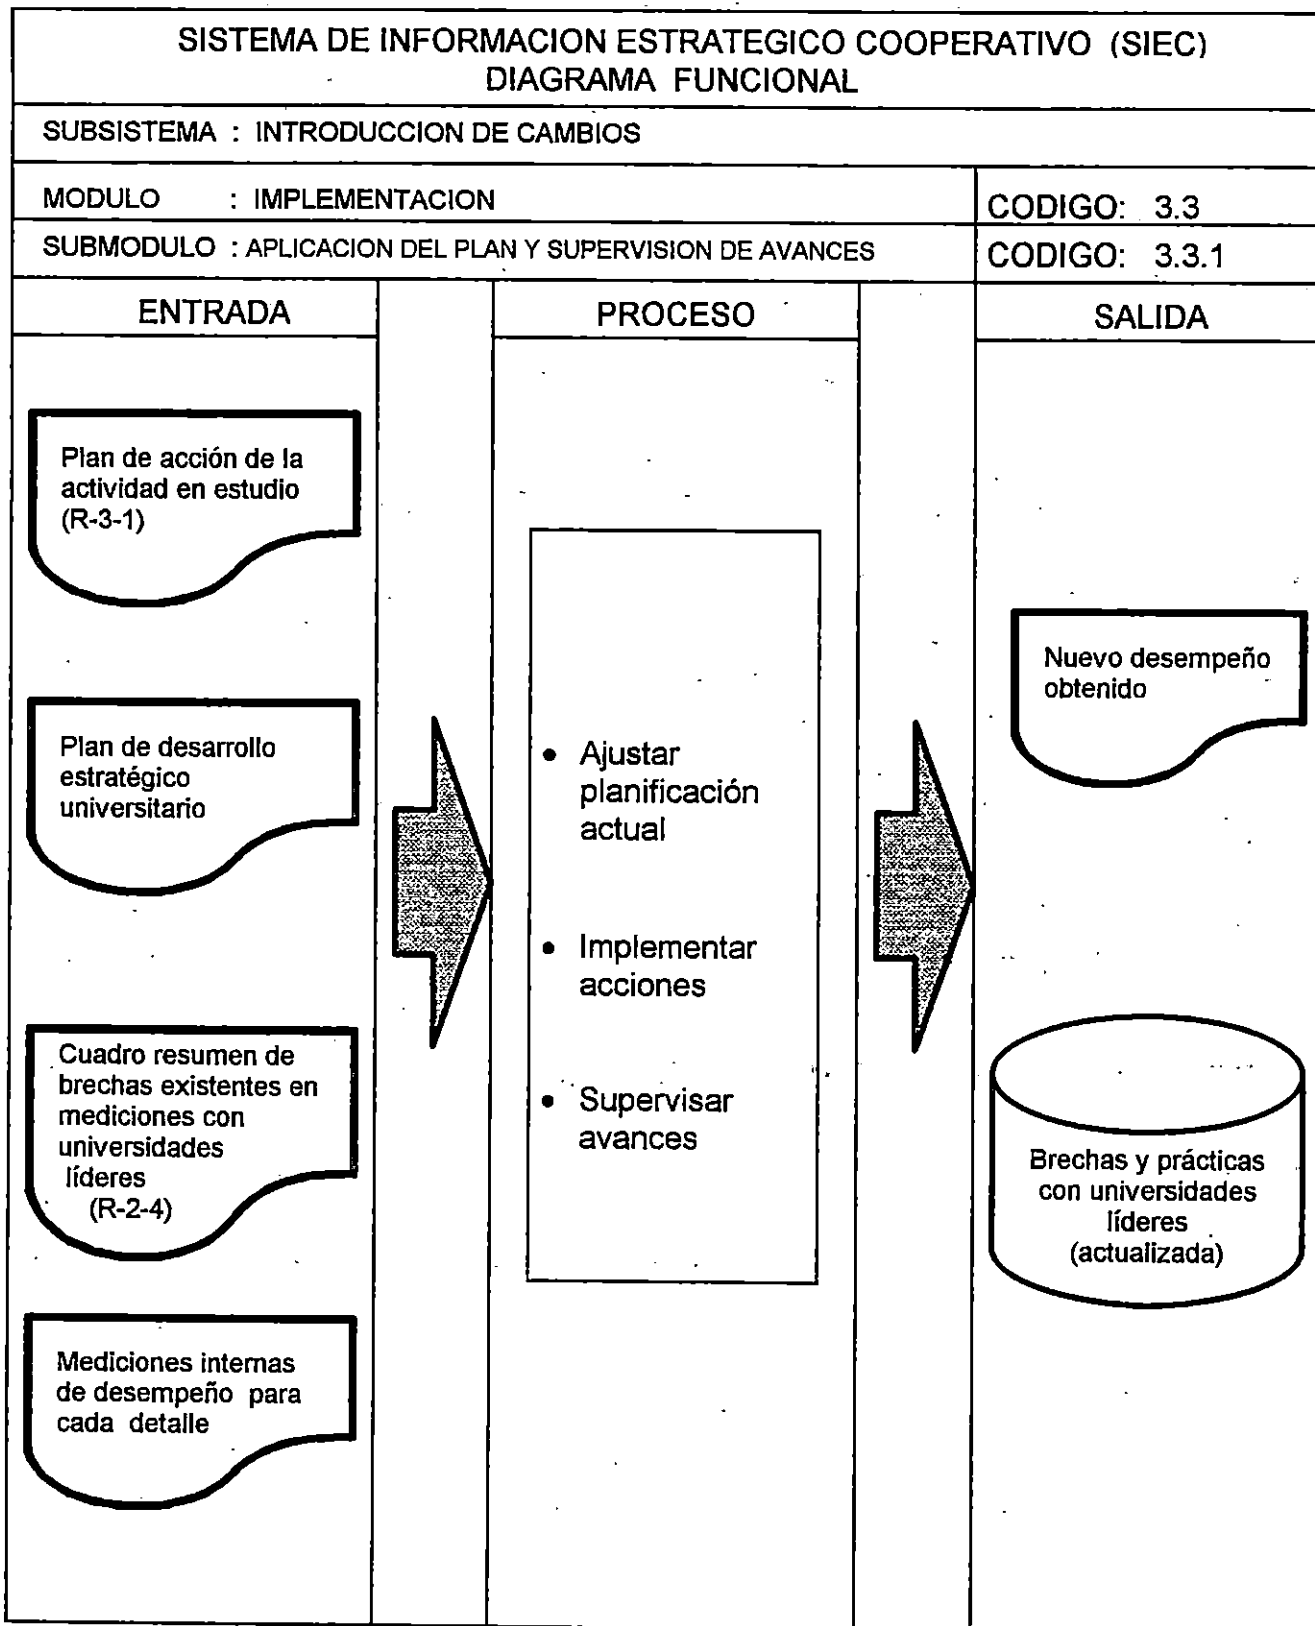 SISTEMA DE INFORMACION ESTRATEGICO COOPERATIVO (SIEC)
DIAGRAMA FUNCIONAL
SUBSISTEMA : INTRODUCCION DE CAMBIOS
MODULO : IMPLEMENTACION
CODIGO: 3.3
SUBMODULO : APLICACION DEL PLAN Y SUPERVISION DE AVANCES
CODIGO: 3.3.1
ENTRADA
PROCESO
SALIDA
Plan de acción de la
actividad en estudio
(R-3-1)
Plan de desarrollo
estratégico
universitario
Cuadro resumen de
brechas existentes en
mediciones con
universidades
líderes
(R-2-4)
Mediciones internas
de desempeño para
cada detalle
• Ajustar
planificación
actual
• Implementar
acciones
• Supervisar
avances
Nuevo desempeño
obtenido
Brechas y prácticas
con universidades
líderes
(actualizada)